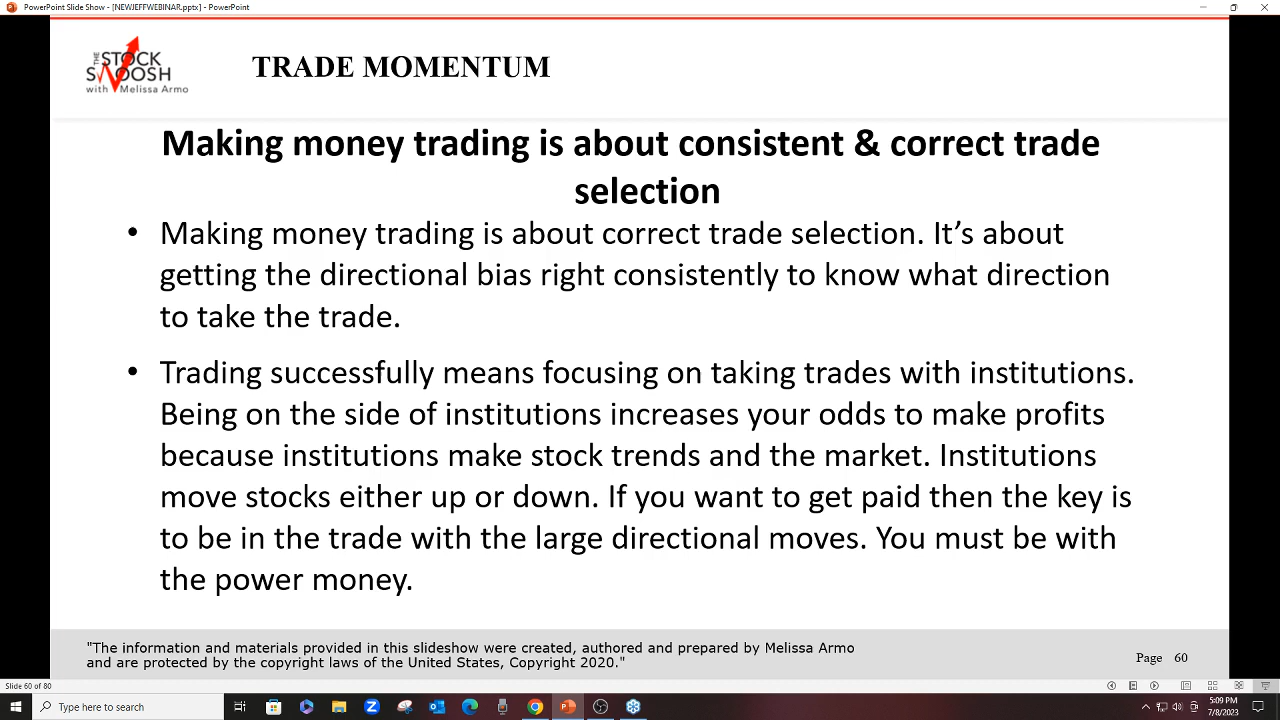 PowerPoint Slide Show - [NEWJEFFWEBINAR.pptx] - PowerPoint
THE
STOCK
SWOOSH
with Melissa Armo
TRADE MOMENTUM
Making money trading is about consistent & correct trade
selection
• Making money trading is about correct trade selection. It’s about
getting the directional bias right consistently to know what direction
to take the trade.
• Trading successfully means focusing on taking trades with institutions.
Being on the side of institutions increases your odds to make profits
because institutions make stock trends and the market. Institutions
move stocks either up or down. If you want to get paid then the key is
to be in the trade with the large directional moves. You must be with
the power money.
"The information and materials provided in this slideshow were created, authored and prepared by Melissa Armo
and are protected by the copyright laws of the United States, Copyright 2020."
Page 60
Slide 60 of 80
Type here to search
5:09 PM
7/8/2023